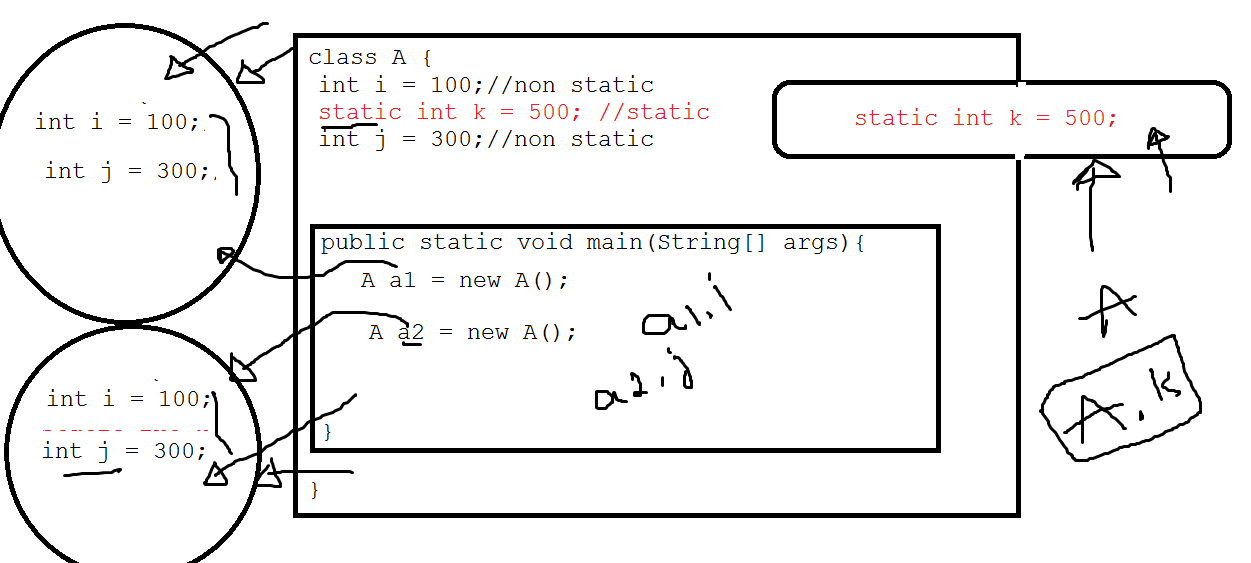 class A {
int i = 100;//non static
static int k = 500; //static
int j = 300;//non static
public static void main(String[] args){
A a1 = new A();
A a2 = new A();
}
}
int i = 100;
int j = 300;
int i = 100;
int j = 300;
static int k = 500;
a1.i
a2.j
A
A.k